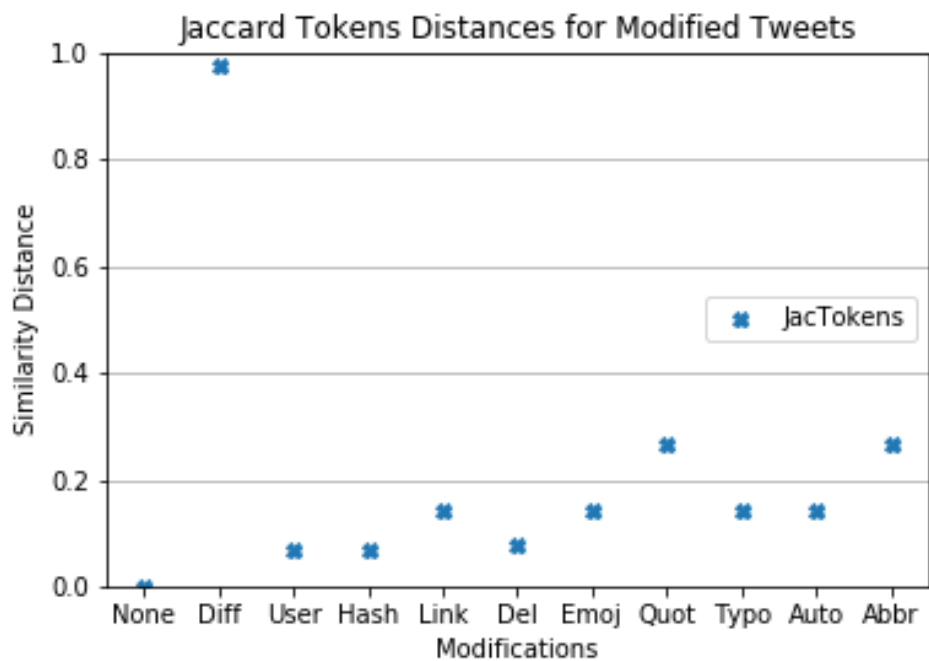 Jaccard Tokens Distances for Modified Tweets
1.0
0.8
0.6
0.4
0.2
0.0
Similarity Distance
JacTokens
None Diff User Hash Link Del Emoj Quot Typo Auto Abbr
Modifications